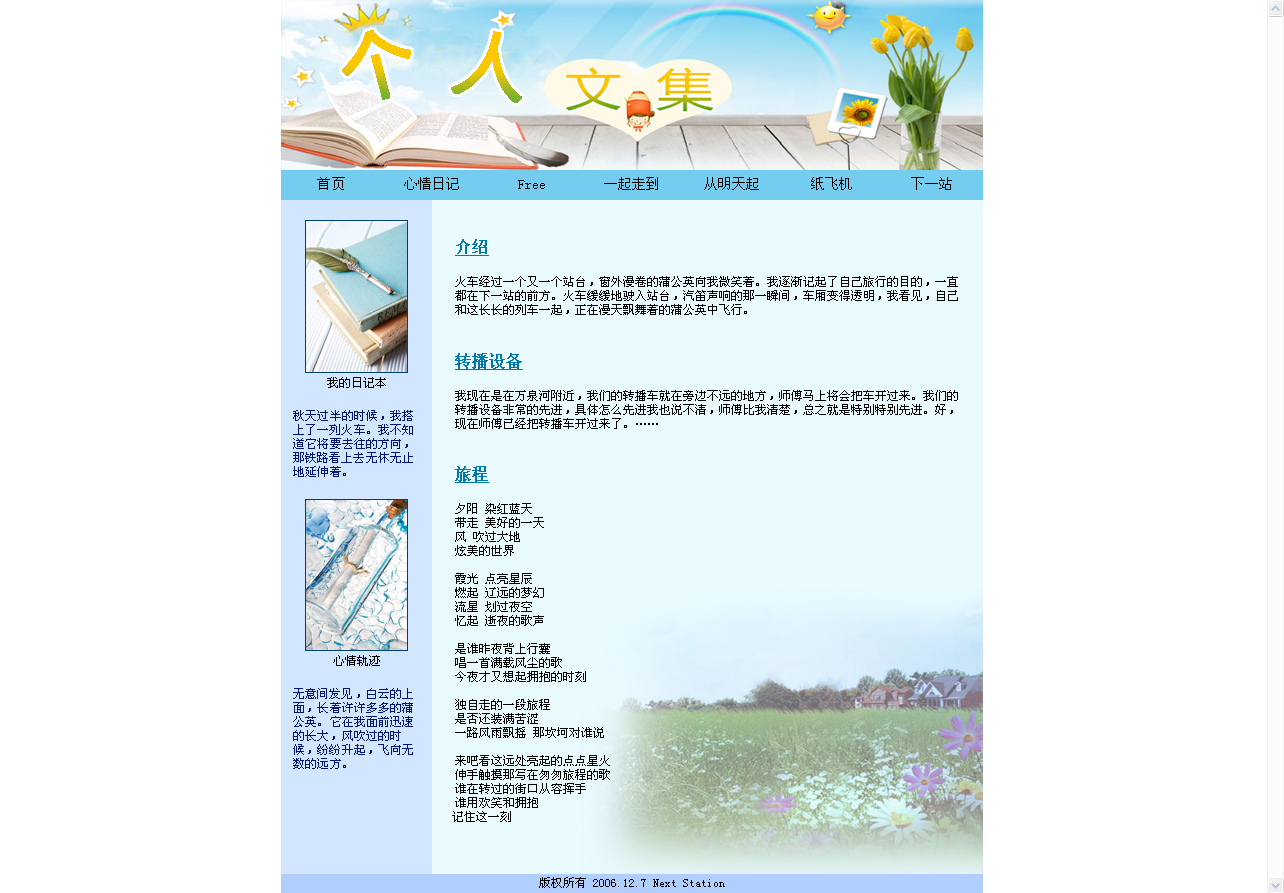 个人
文集
首页 心情日记 Free 一起走到 从明天起 纸飞机 下一站
我的日记本
秋天过半的时候，我搭
上了一列火车。我不知
道它将要去往的方向，
那铁路看上去无休无止
地延伸着。
心情轨迹
无意间发见，白云的上
面，长着许许多多的蒲
公英。它在我面前迅速
的长大，风吹过的时
候，纷纷升起，飞向无
数的远方。
介绍
火车经过一个又一个站台，窗外漫卷的蒲公英向我微笑着。我逐渐记起了自己旅行的目的，一直
都在下一站的前方。火车缓缓地驶入站台，汽笛声响的那一瞬间，车厢变得透明，我看见，自己
和这长长的列车一起，正在漫天飘舞着的蒲公英中飞行。
转播设备
我现在是在万泉河附近，我们的转播车就在旁边不远的地方，师傅马上将会把车开过来。我们的
转播设备非常的先进，具体怎么先进我也说不清，师傅比我清楚，总之就是特别特别先进。好，
现在师傅已经把转播车开过来了。……
旅程
夕阳 染红蓝天
带走 美好的一天
风 吹过大地
炫美的世界
霞光 点亮星辰
燃起 辽远的梦幻
流星 划过夜空
忆起 逝夜的歌声
是谁昨夜背上行囊
唱一首满载风尘的歌
今夜才又想起拥抱的时刻
独自走的一段旅程
是否还装满苦涩
一路风雨飘摇 那坎坷对谁说
来吧看这远处亮起的点点星火
伸手触摸那写在匆匆旅程的歌
谁在转过的街口从容挥手
谁用欢笑和拥抱
记住这一刻
版权所有 2006.12.7 Next Station